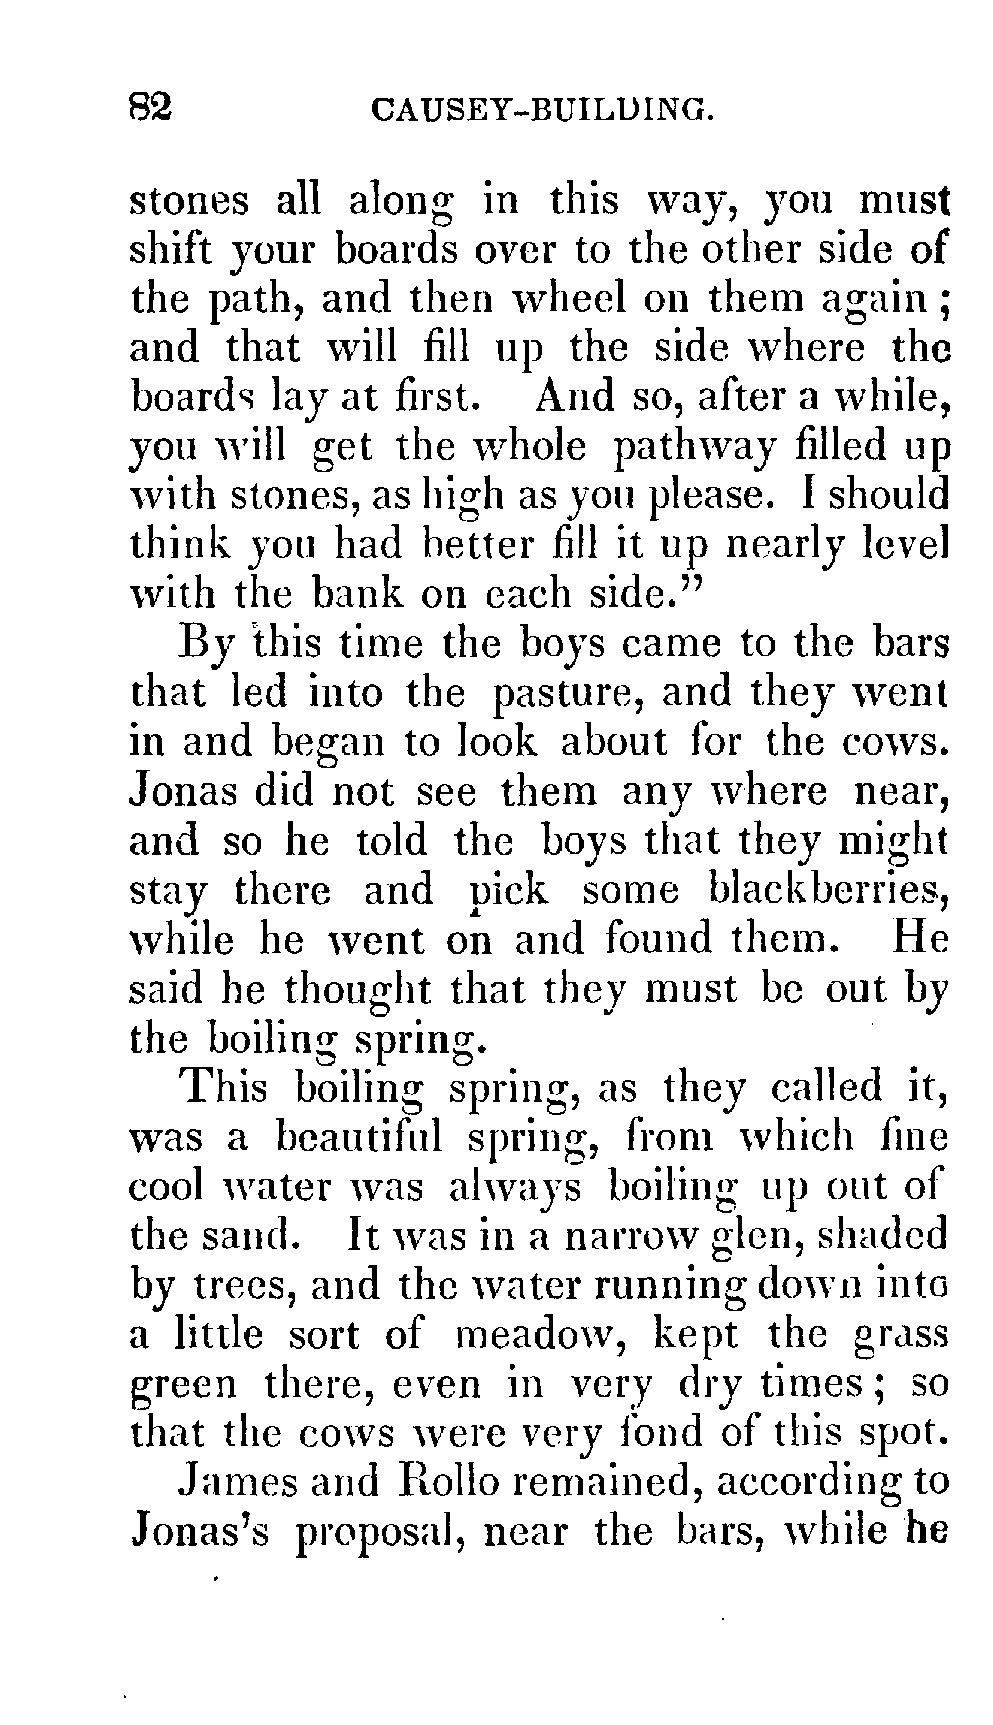 82 CAUSEY-BUILDING.
stones all along in this way, you must
shift your boards over to the other side of
the path, and then wheel on them again ;
and that will fill up the side where the
boards lay at first. And so, after a while,
you will get the whole pathway filled up
with stones, as high as you please. I should
think you had better fill it up nearly level
with the bank on each side.”
By this time the boys came to the bars
that led into the pasture, and they went
in and began to look about for the cows.
Jonas did not see them any where near,
and so he told the boys that they might
stay there and pick some blackberries,
while he went on and found them. He
said he thought that they must be out by
the boiling spring.
This boiling spring, as they called it,
was a beautiful spring, from which fine
cool water was always boiling up out of
the sand. It was in a narrow glen, shaded
by trees, and the water running down into
a little sort of meadow, kept the grass
green there, even in very dry times ; so
that the cows were very fond of this spot.
James and Rollo remained, according to
Jonas’s proposal, near the bars, while he